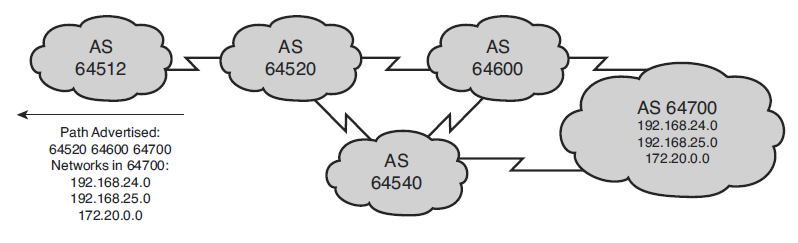 AS
64512
AS
64520
AS
64600
AS 64700
192.168.24.0
192.168.25.0
172.20.0.0
Path Advertised:
64520 64600 64700
Networks in 64700:
192.168.24.0
192.168.25.0
172.20.0.0
AS
64540